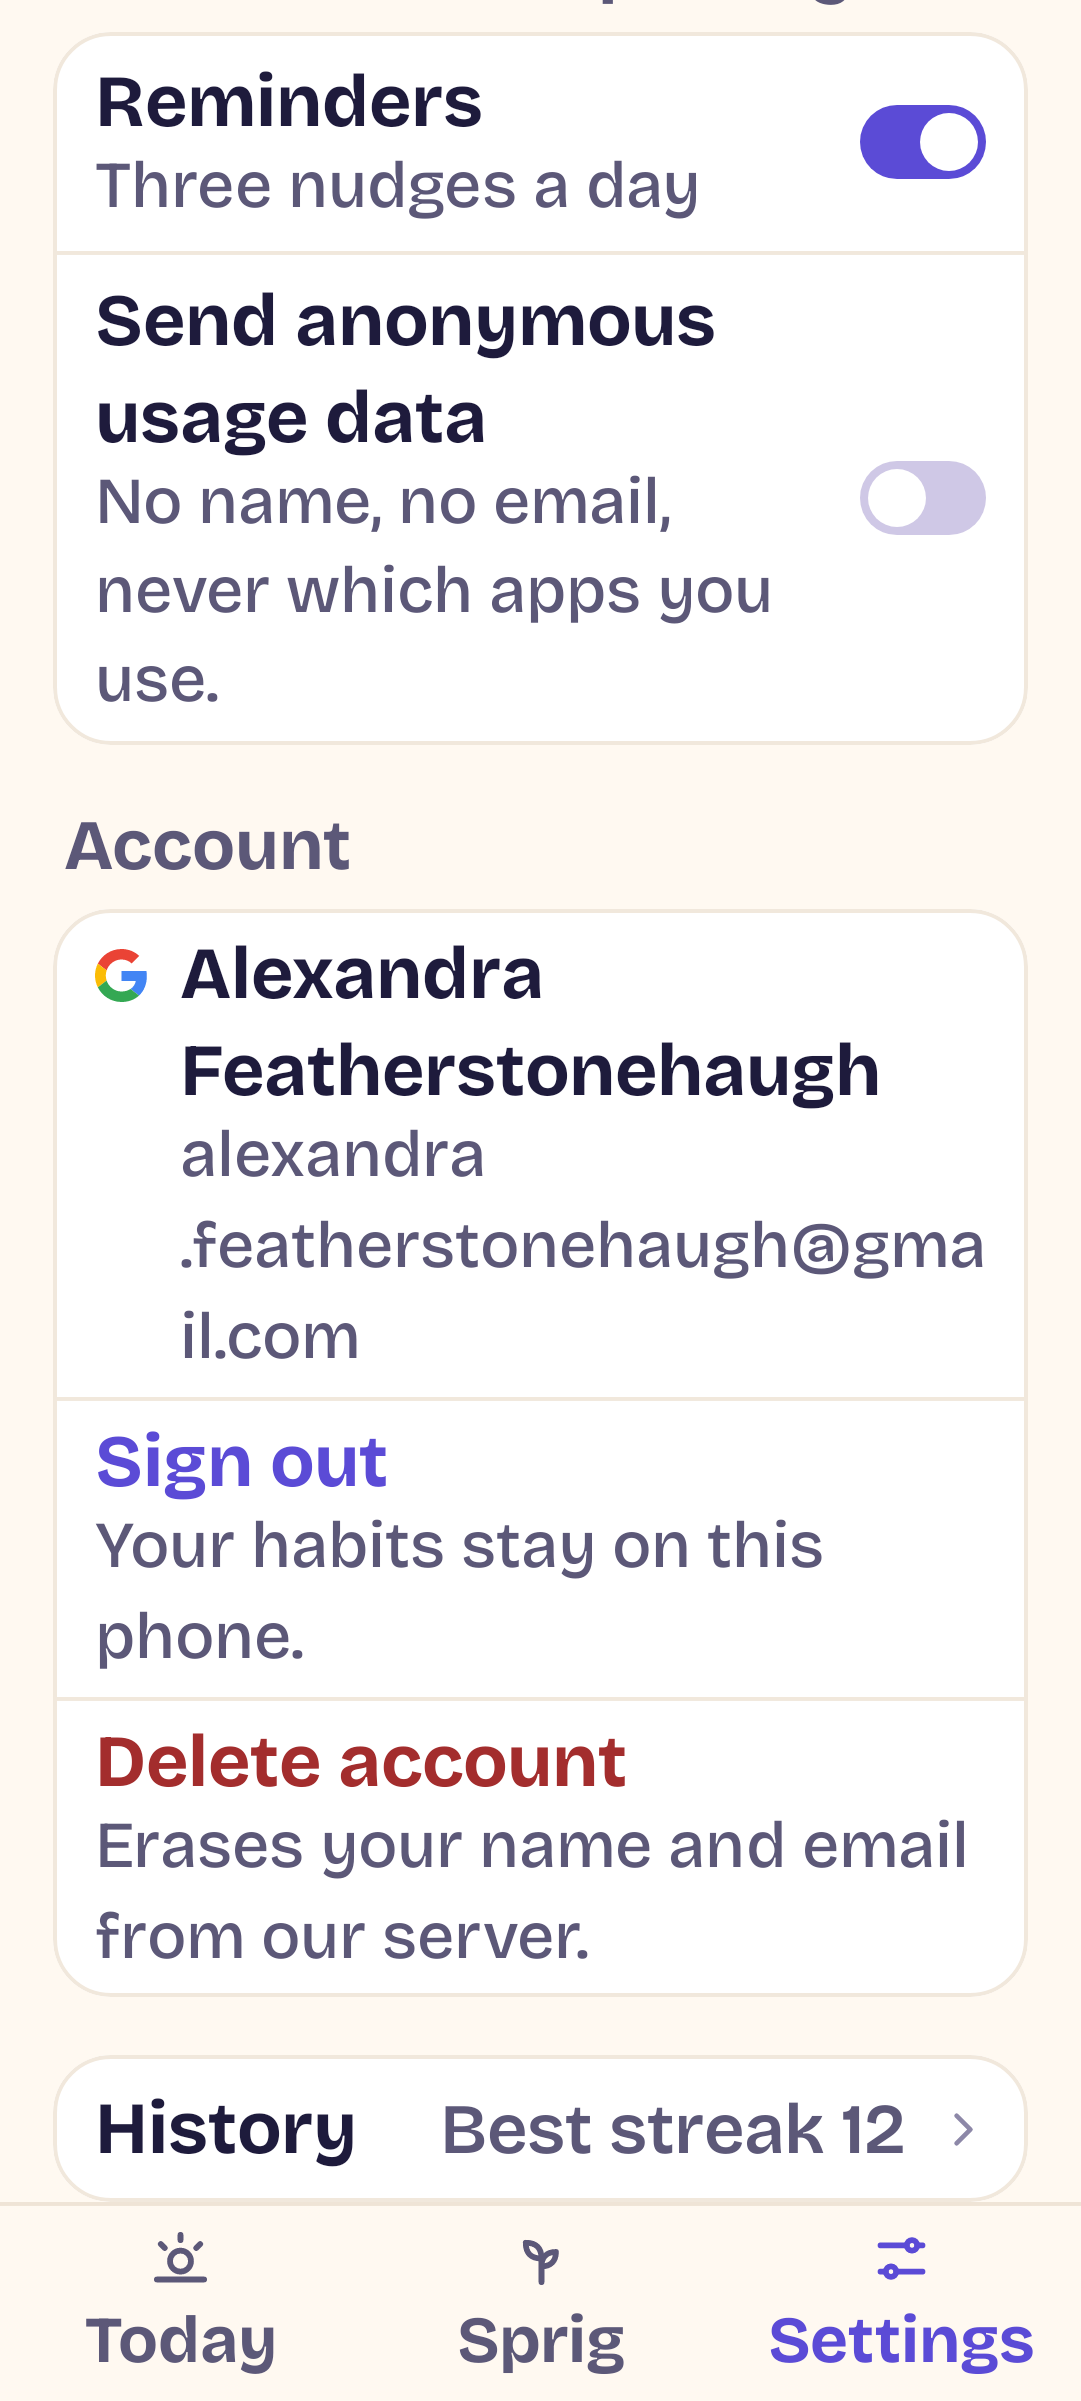 Reminders
Three nudges a day
Send anonymous
usage data
No name, no email,
never which apps you
use.
Account
Alexandra
Featherstonehaugh
alexandra
.featherstonehaugh@gma
il.com
Sign out
Your habits stay on this
phone.
Delete account
Erases your name and email
from our server.
History Best streak 12
Today Sprig Settings